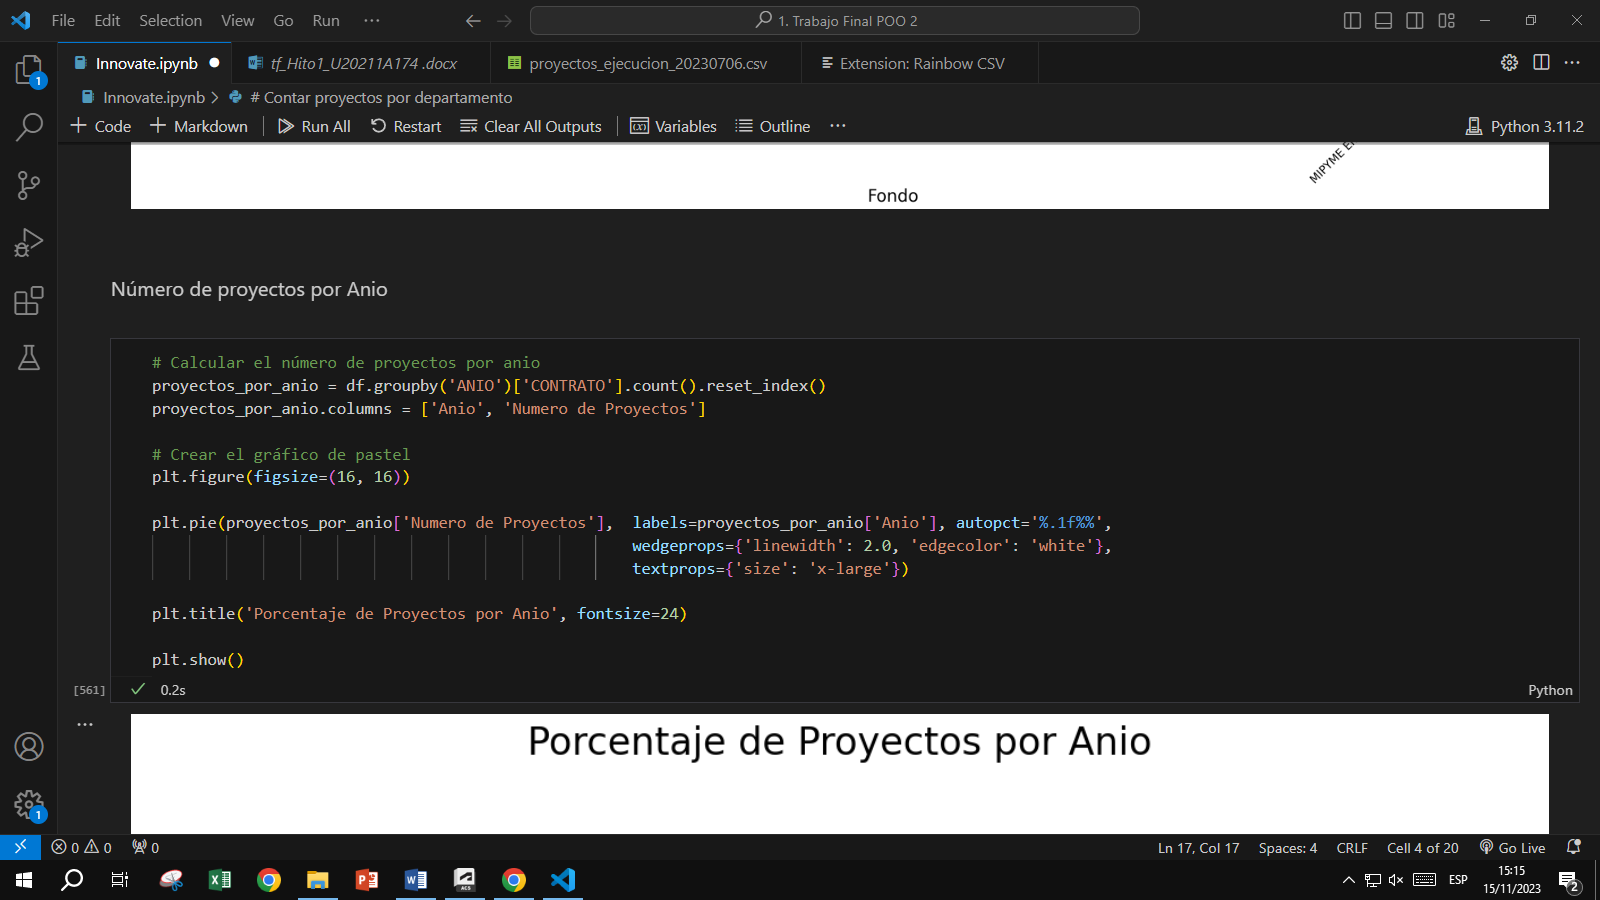 File Edit Selection View Go Run ···
1. Trabajo Final POO 2
Innovate.ipynb
tf_Hito1_U20211A174 .docx
proyectos_ejecucion_20230706.csv
Extension: Rainbow CSV
Innovate.ipynb > # Contar proyectos por departamento
+ Code + Markdown | Run All Restart Clear All Outputs | Variables Outline ···
Python 3.11.2
Fondo
Número de proyectos por Anio
# Calcular el número de proyectos por anio
proyectos_por_anio = df.groupby('ANIO')['CONTRATO'].count().reset_index()
proyectos_por_anio.columns = ['Anio', 'Numero de Proyectos']
# Crear el gráfico de pastel
plt.figure(figsize=(16, 16))
plt.pie(proyectos_por_anio['Numero de Proyectos'], labels=proyectos_por_anio['Anio'], autopct='%.1f%%',
wedgeprops={'linewidth': 2.0, 'edgecolor': 'white'},
textprops={'size': 'x-large'})
plt.title('Porcentaje de Proyectos por Anio', fontsize=24)
plt.show()
[561] 0.2s
Python
Porcentaje de Proyectos por Anio
0 0 0
Ln 17, Col 17 Spaces: 4 CRLF Cell 4 of 20 Go Live
ESP
15:15
15/11/2023
2
1
1
MIPYME
ACS